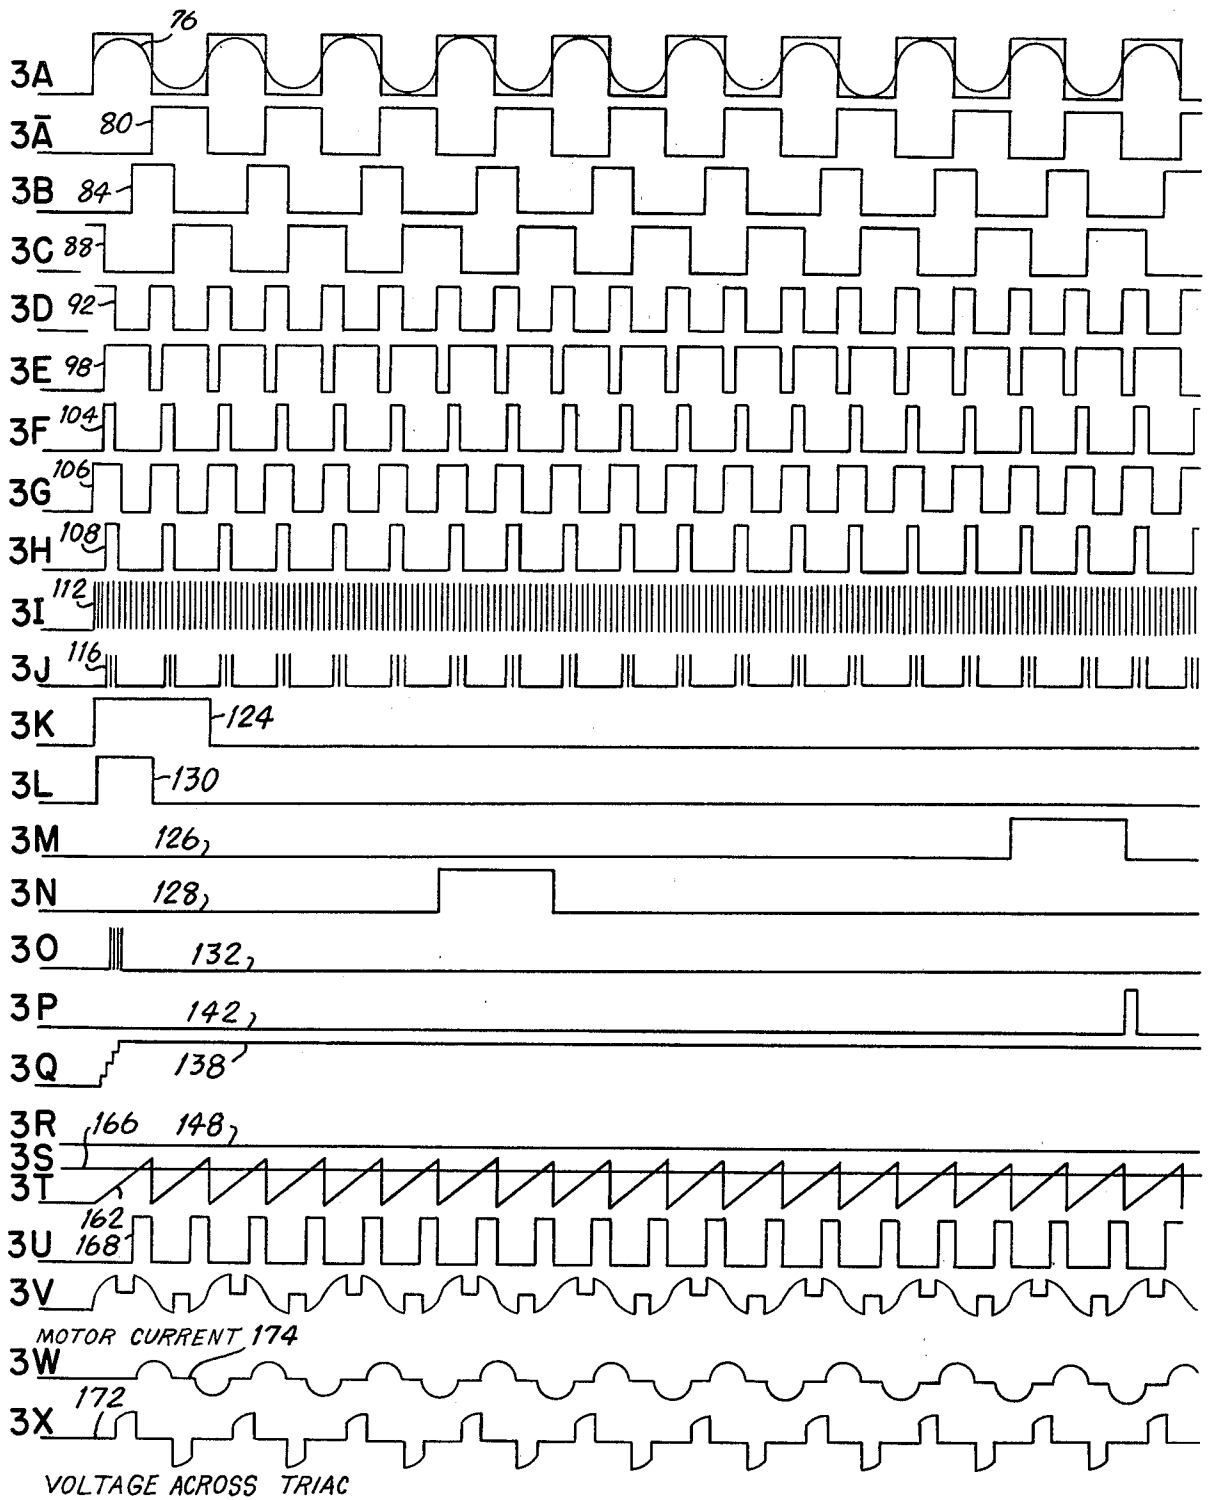 76
3A
3Ā 80
3B 84
3C 88
3D 92
3E 98
3F 104
3G 106
3H 108
3I 112
3J 116
3K 124
3L 130
3M 126
3N 128
3O 132
3P 142
3Q 138
3R 166 148
3S
3T
162
3U 168
3V
MOTOR CURRENT 174
3W
172
3X
VOLTAGE ACROSS TRIAC